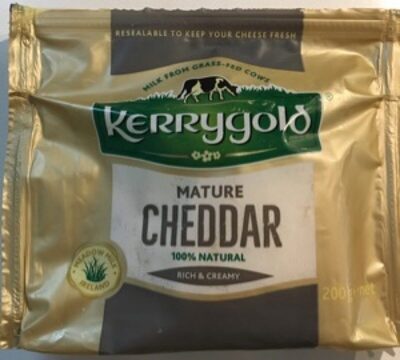 RESEALABLE TO KEEP YOUR CHEESE FRESH
MILK FROM GRASS-FED COWS
Kerrygold
MATURE
CHEDDAR
100% NATURAL
RICH & CREAMY
MEADOW MILK
IRELAND
200g net